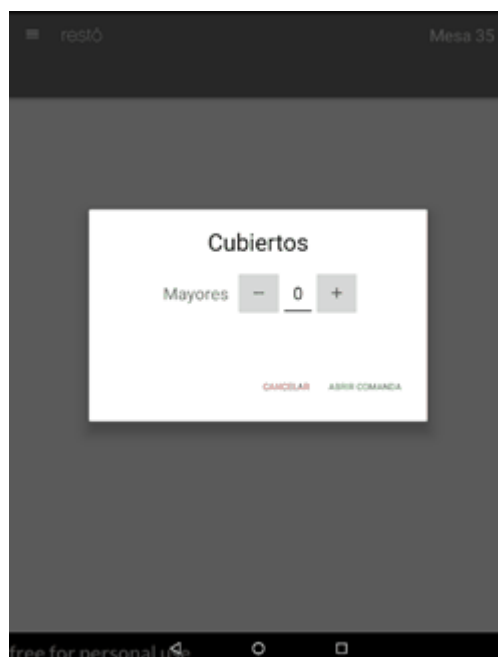 restó Mesa 35
Cubiertos
Mayores − 0 +
CANCELAR ABRIR COMANDA
free for personal use